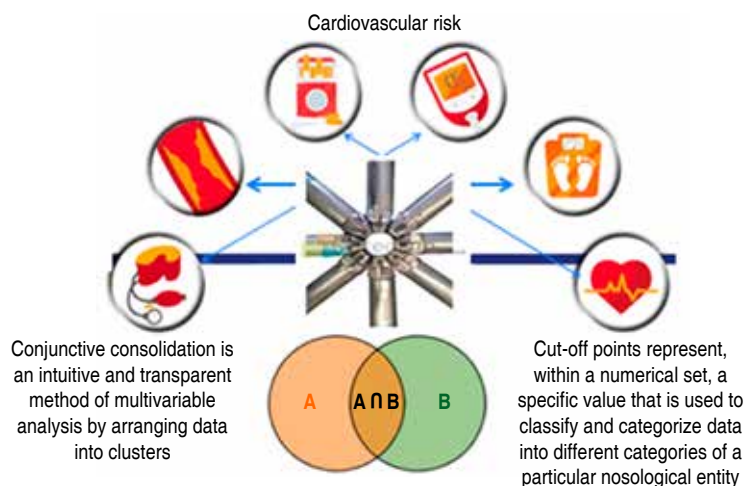 Cardiovascular risk
Conjunctive consolidation is
an intuitive and transparent
method of multivariable
analysis by arranging data
into clusters
A
A ∩ B
B
Cut-off points represent,
within a numerical set, a
specific value that is used to
classify and categorize data
into different categories of a
particular nosological entity